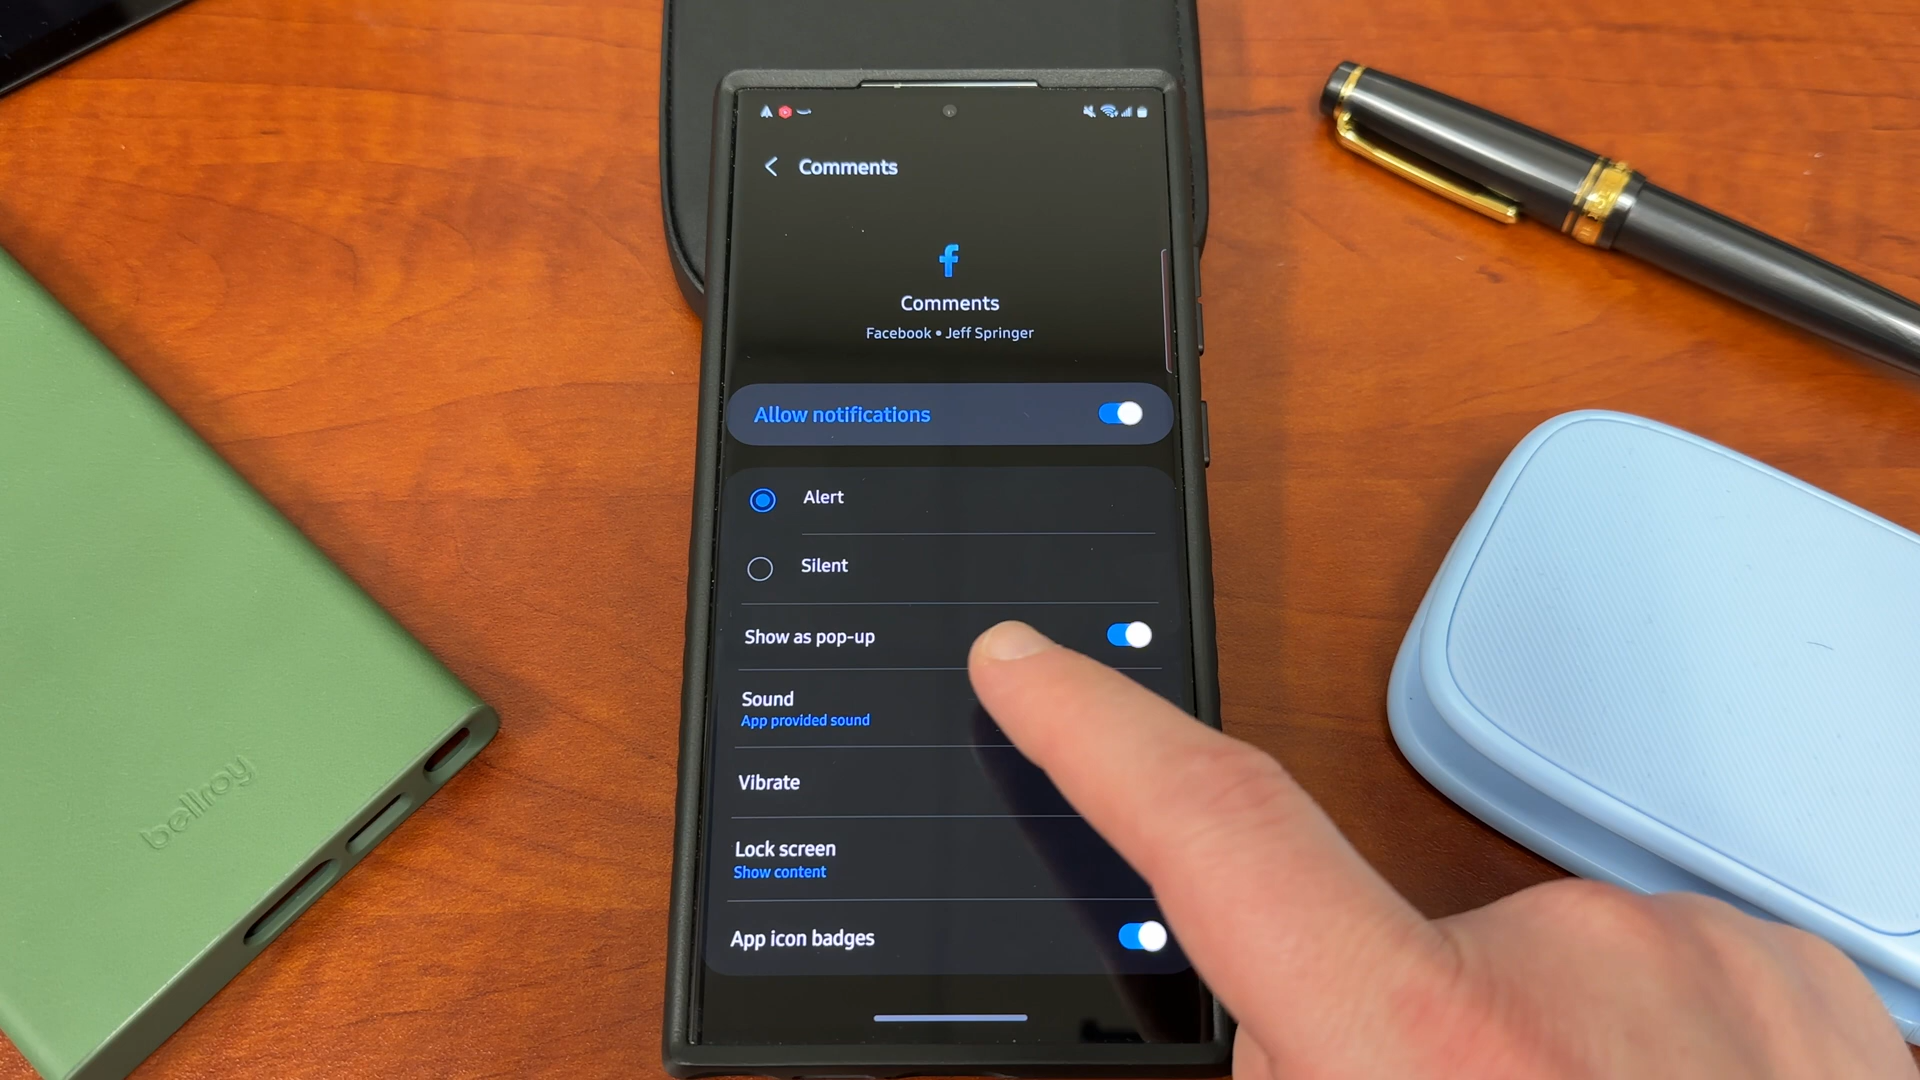 Comments
Comments
Facebook • Jeff Springer
Allow notifications
Alert
Silent
Show as pop-up
Sound
App provided sound
Vibrate
Lock screen
Show content
App icon badges
bellroy